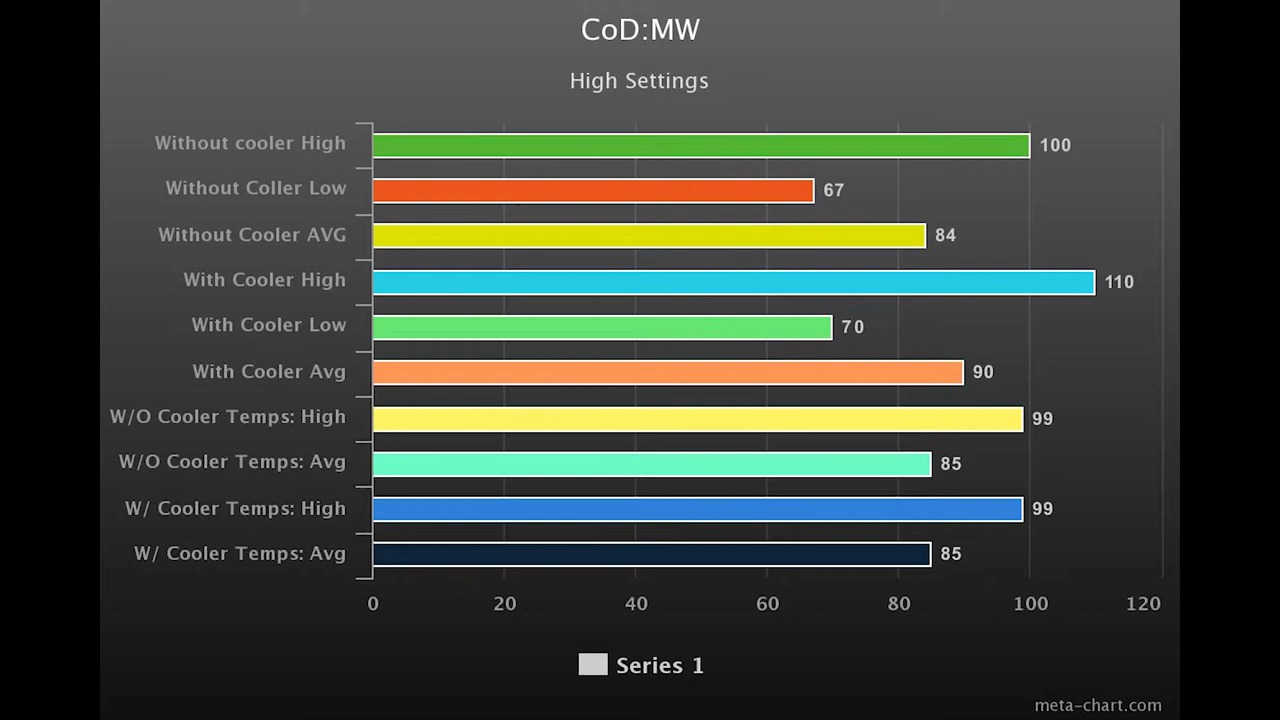 CoD:MW
High Settings
Without cooler High 100
Without Coller Low 67
Without Cooler AVG 84
With Cooler High 110
With Cooler Low 70
With Cooler Avg 90
W/O Cooler Temps: High 99
W/O Cooler Temps: Avg 85
W/ Cooler Temps: High 99
W/ Cooler Temps: Avg 85
0 20 40 60 80 100 120
Series 1
meta-chart.com